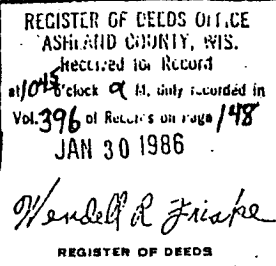 REGISTER OF DEEDS OFFICE
ASHLAND COUNTY, WIS.
Received for Record
at 10 45 o'clock A M, duly recorded in
Vol. 396 of Records on Page 148
JAN 30 1986
Wendell R Friske
REGISTER OF DEEDS